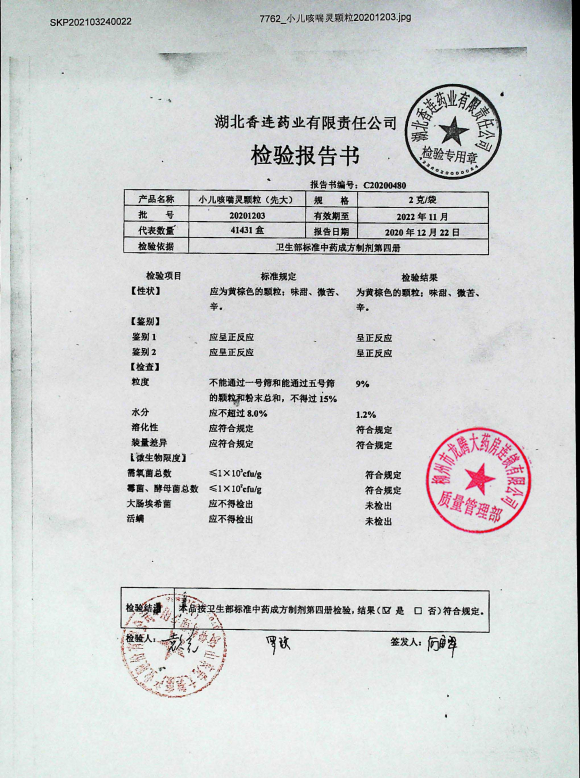 SKP202103240022
7762_小儿咳喘灵颗粒20201203.jpg
湖北香连药业有限责任公司
检验专用章
湖北香连药业有限责任公司
检验报告书
报告书编号：C20200480
产品名称 小儿咳喘灵颗粒（先大） 规 格 2克/袋
批 号 20201203 有效期至 2022年11月
代表数量 41431盒 报告日期 2020年12月22日
检验依据 卫生部标准中药成方制剂第四册
检验项目 标准规定 检验结果
【性状】 应为黄棕色的颗粒；味甜、微苦、 为黄棕色的颗粒；味甜、微苦、
辛。 辛。
【鉴别】
鉴别1 应呈正反应 呈正反应
鉴别2 应呈正反应 呈正反应
【检查】
粒度 不能通过一号筛和能通过五号筛 9%
的颗粒和粉末总和，不得过15%
水分 应不超过8.0% 1.2%
溶化性 应符合规定 符合规定
装量差异 应符合规定 符合规定
【微生物限度】
需氧菌总数 ≤1×10³cfu/g 符合规定
霉菌、酵母菌总数 ≤1×10²cfu/g 符合规定
大肠埃希菌 应不得检出 未检出
活螨 应不得检出 未检出
柳州市龙腾大药房连锁有限公司
质量管理部
检验结论 本品按卫生部标准中药成方制剂第四册检验，结果（☑ 是 □ 否）符合规定。
检验人： 签发人：